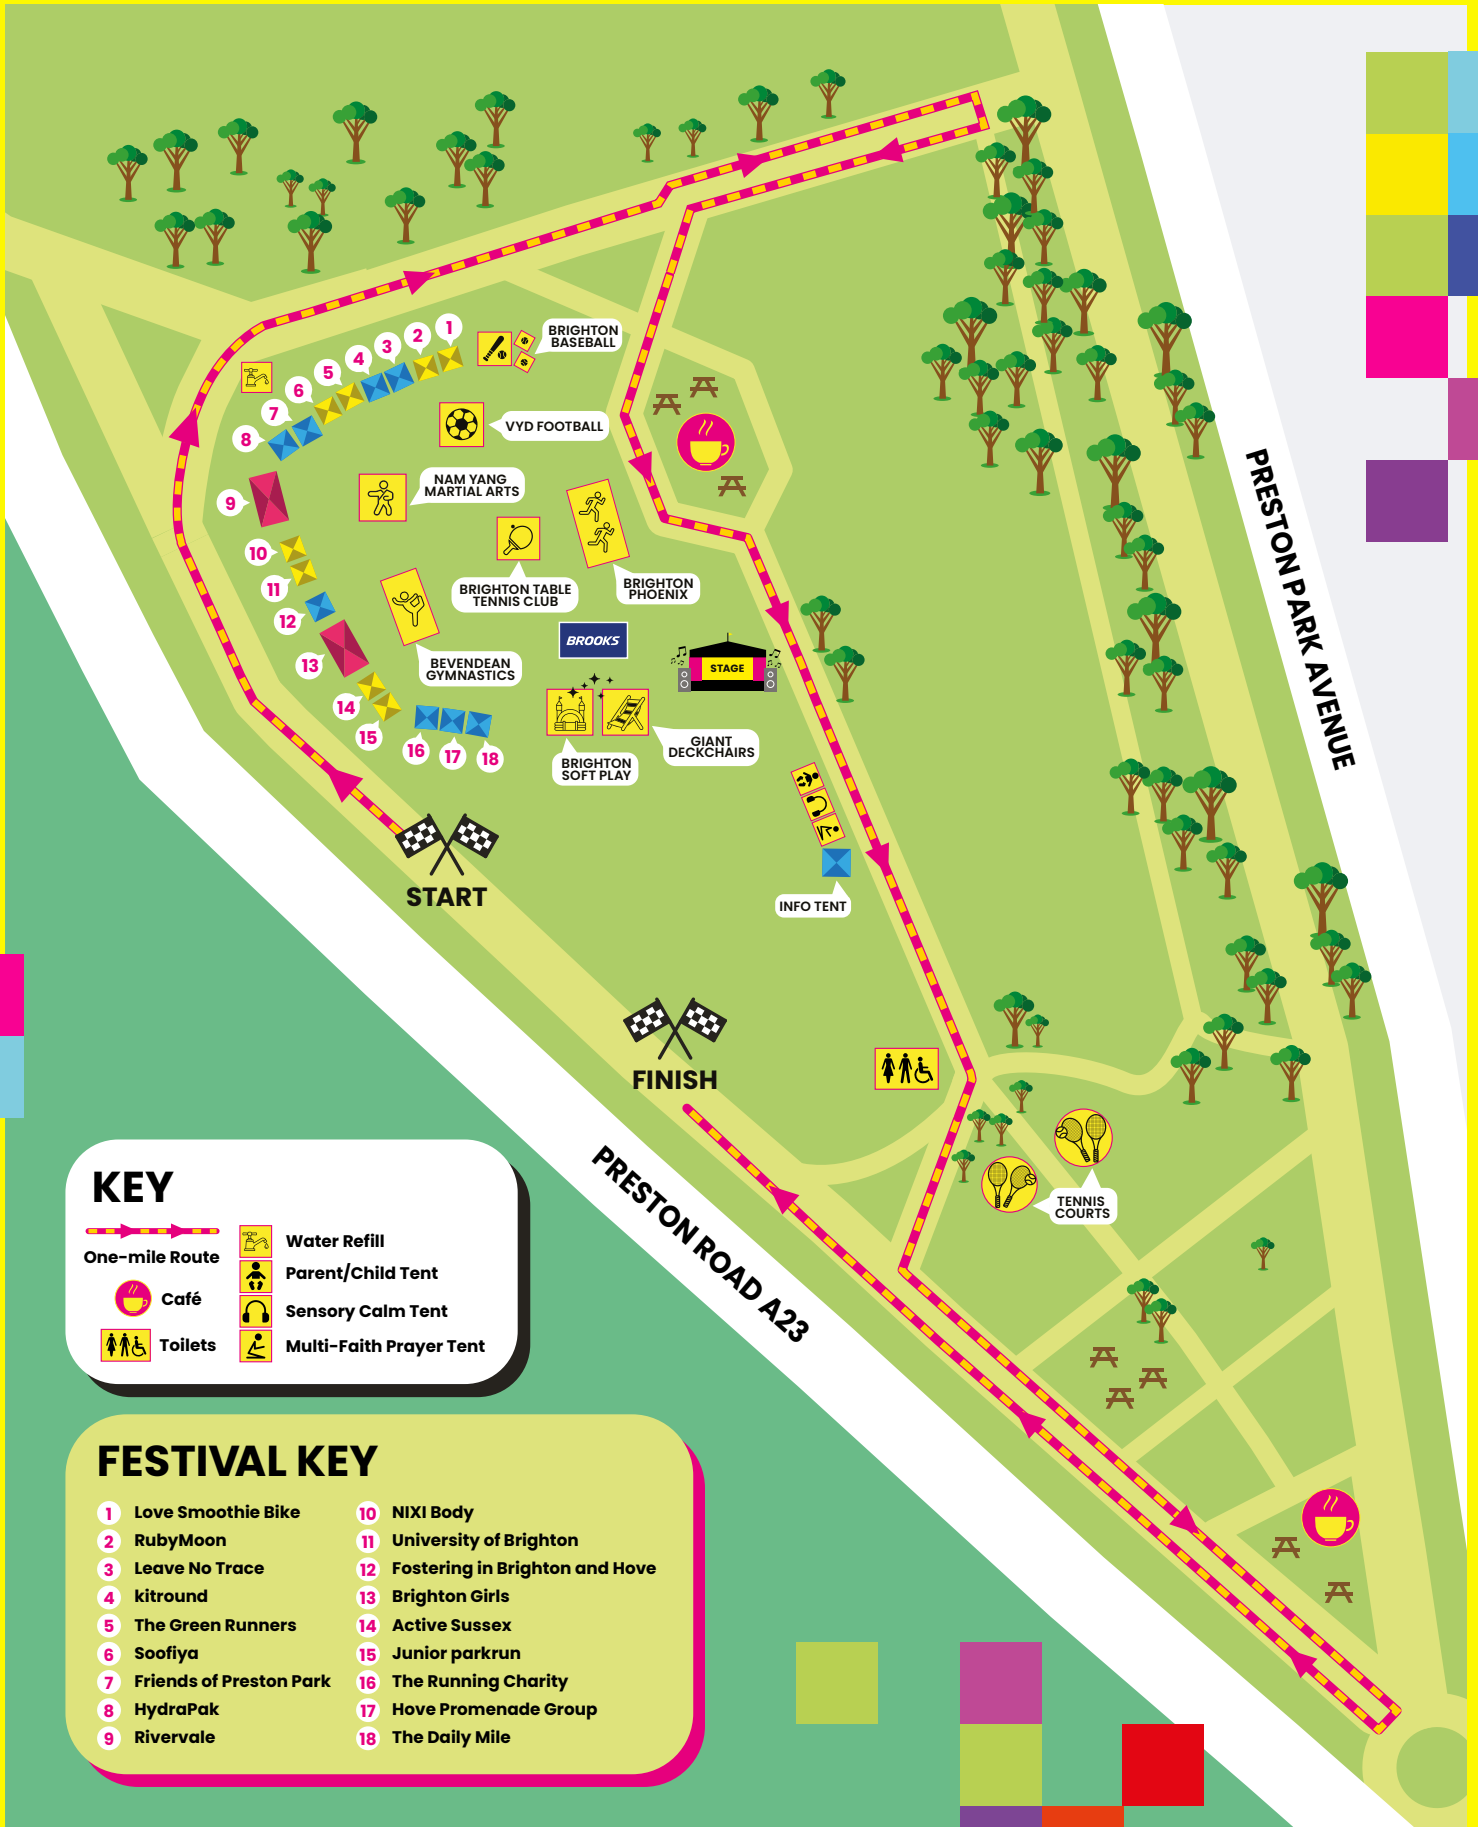 1
2
3
4
5
6
7
8
9
10
11
12
13
14
15
16
17
18
BRIGHTON
BASEBALL
VYD FOOTBALL
NAM YANG
MARTIAL ARTS
BRIGHTON TABLE
TENNIS CLUB
BRIGHTON
PHOENIX
BEVENDEAN
GYMNASTICS
BROOKS
STAGE
GIANT
DECKCHAIRS
BRIGHTON
SOFT PLAY
INFO TENT
START
FINISH
TENNIS
COURTS
PRESTON PARK AVENUE
PRESTON ROAD A23
KEY
One-mile Route
Café
Toilets
Water Refill
Parent/Child Tent
Sensory Calm Tent
Multi-Faith Prayer Tent
FESTIVAL KEY
1 Love Smoothie Bike
2 RubyMoon
3 Leave No Trace
4 kitround
5 The Green Runners
6 Soofiya
7 Friends of Preston Park
8 HydraPak
9 Rivervale
10 NIXI Body
11 University of Brighton
12 Fostering in Brighton and Hove
13 Brighton Girls
14 Active Sussex
15 Junior parkrun
16 The Running Charity
17 Hove Promenade Group
18 The Daily Mile